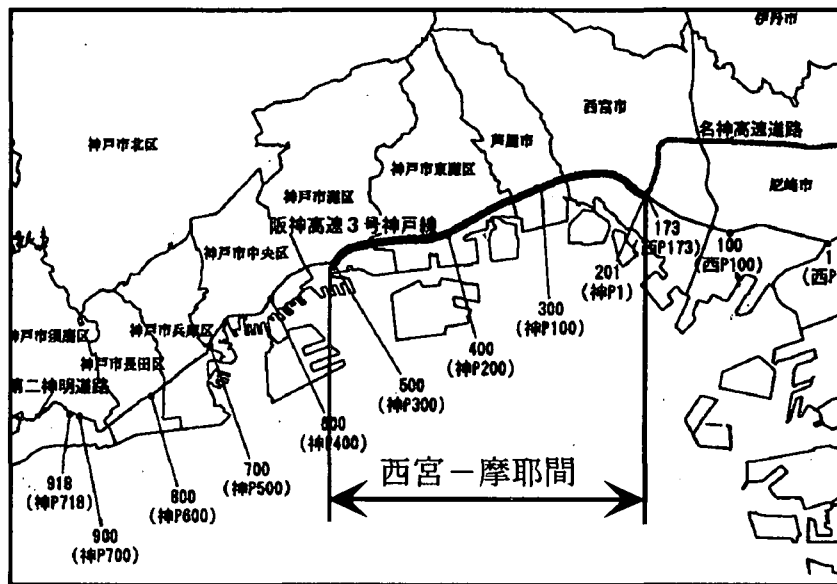 伊丹市
西宮市
名神高速道路
神戸市北区
芦屋市
神戸市東灘区
尼崎市
神戸市灘区
阪神高速3号神戸線
神戸市中央区
173
(西P173)
100
(西P100)
1
(西P
201
(神P1)
300
(神P100)
神戸市須磨区
神戸市兵庫区
神戸市長田区
400
(神P200)
第二神明道路
500
(神P300)
600
(神P400)
700
(神P500)
西宮－摩耶間
918
(神P718)
800
(神P600)
900
(神P700)